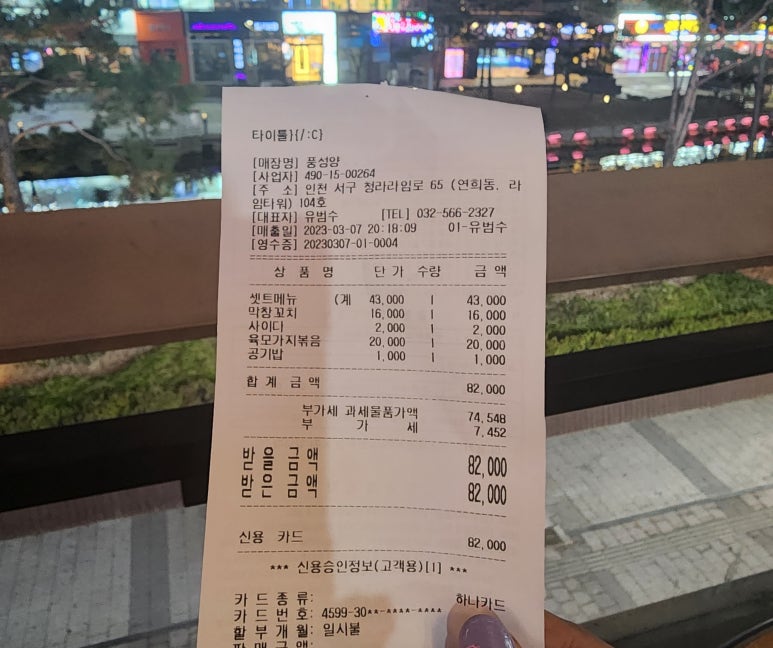 타이틀}{/:C}
[매장명] 풍성양
[사업자] 490-15-00264
[주 소] 인천 서구 청라라임로 65 (연희동, 라
임타워) 104호
[대표자] 유범수 [TEL] 032-566-2327
[매출일] 2023-03-07 20:18:09 01-유범수
[영수증] 20230307-01-0004
상 품 명 단 가 수량 금 액
셋트메뉴 (계 43,000 1 43,000
막창꼬치 16,000 1 16,000
사이다 2,000 1 2,000
육모가지볶음 20,000 1 20,000
공기밥 1,000 1 1,000
합 계 금 액 82,000
부가세 과세물품가액 74,548
부 가 세 7,452
받을 금액 82,000
받은 금액 82,000
신용 카드 82,000
*** 신용승인정보(고객용)[1] ***
카 드 종 류: 하나카드
카 드 번 호: 4599-30**-****-****
할 부 개 월: 일시불